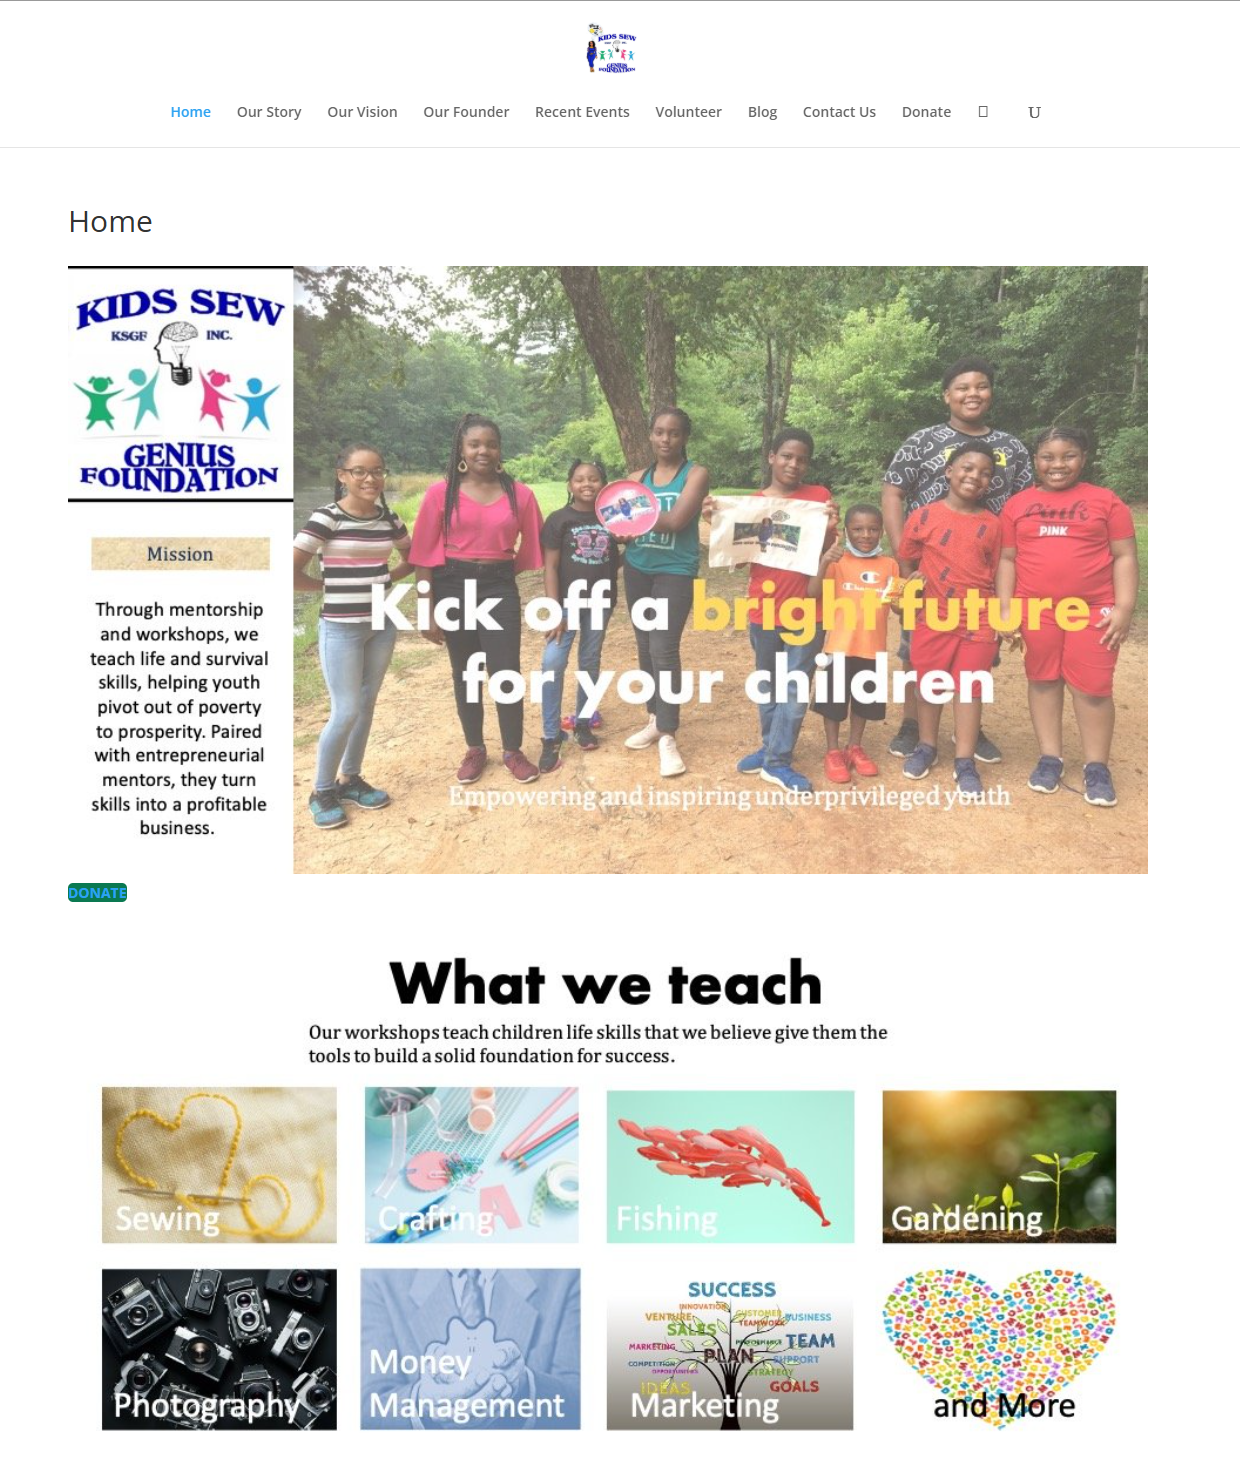 KIDS SEW
GENIUS
FOUNDATION
Home Our Story Our Vision Our Founder Recent Events Volunteer Blog Contact Us Donate U
Home
KIDS SEW
KSGF INC.
GENIUS
FOUNDATION
Mission
Through mentorship
and workshops, we
teach life and survival
skills, helping youth
pivot out of poverty
to prosperity. Paired
with entrepreneurial
mentors, they turn
skills into a profitable
business.
PINK
Kick off a bright future
for your children
Empowering and inspiring underprivileged youth
DONATE
What we teach
Our workshops teach children life skills that we believe give them the
tools to build a solid foundation for success.
Sewing
Crafting
Fishing
Gardening
Photography
Money
Management
SUCCESS
INNOVATION
VENTURE
CUSTOMER
BUSINESS
SALES
TEAMWORK
MARKETING
PERFORMANCE
TEAM
PLAN
SUPPORT
COMPETITION
OPPORTUNITIES
STRATEGY
IDEAS
GOALS
Marketing
and More